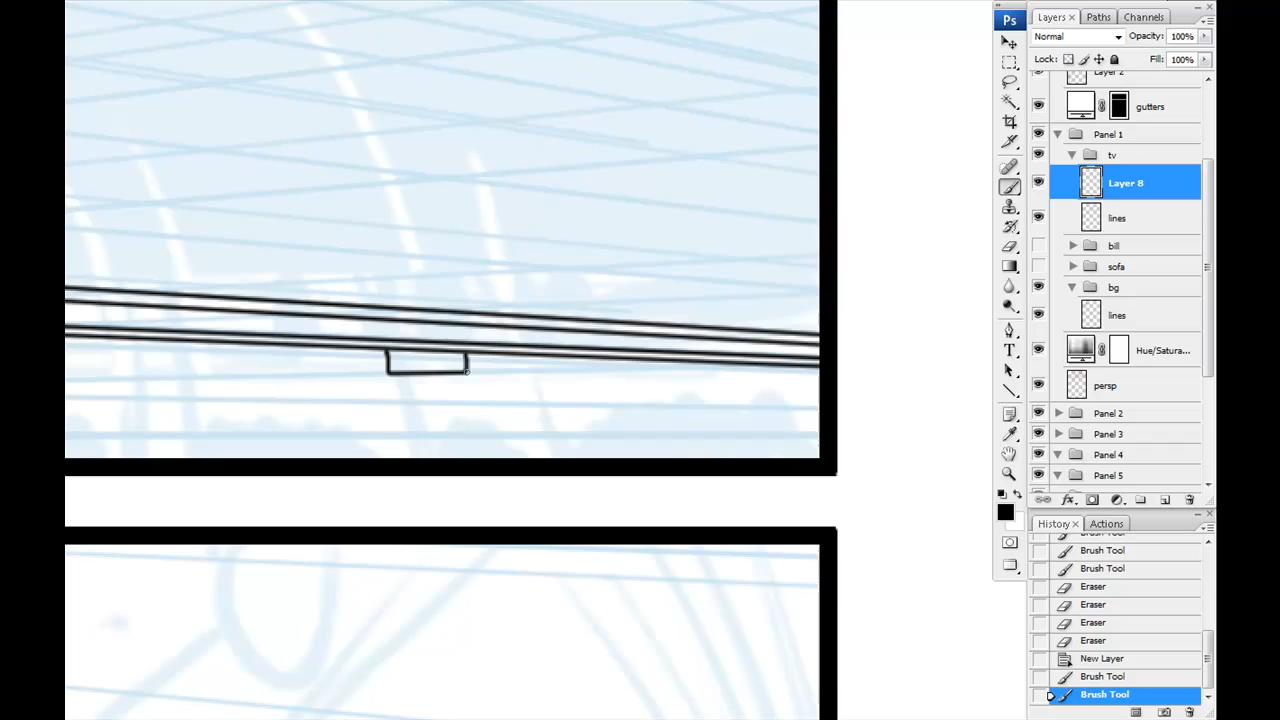 Ps
Layers × Paths Channels
Normal Opacity: 100%
Lock: Fill: 100%
Layer 2
gutters
Panel 1
tv
Layer 8
lines
bill
sofa
bg
lines
Hue/Satura...
persp
Panel 2
Panel 3
Panel 4
Panel 5
History × Actions
Brush Tool
Brush Tool
Brush Tool
Eraser
Eraser
Eraser
Eraser
New Layer
Brush Tool
Brush Tool